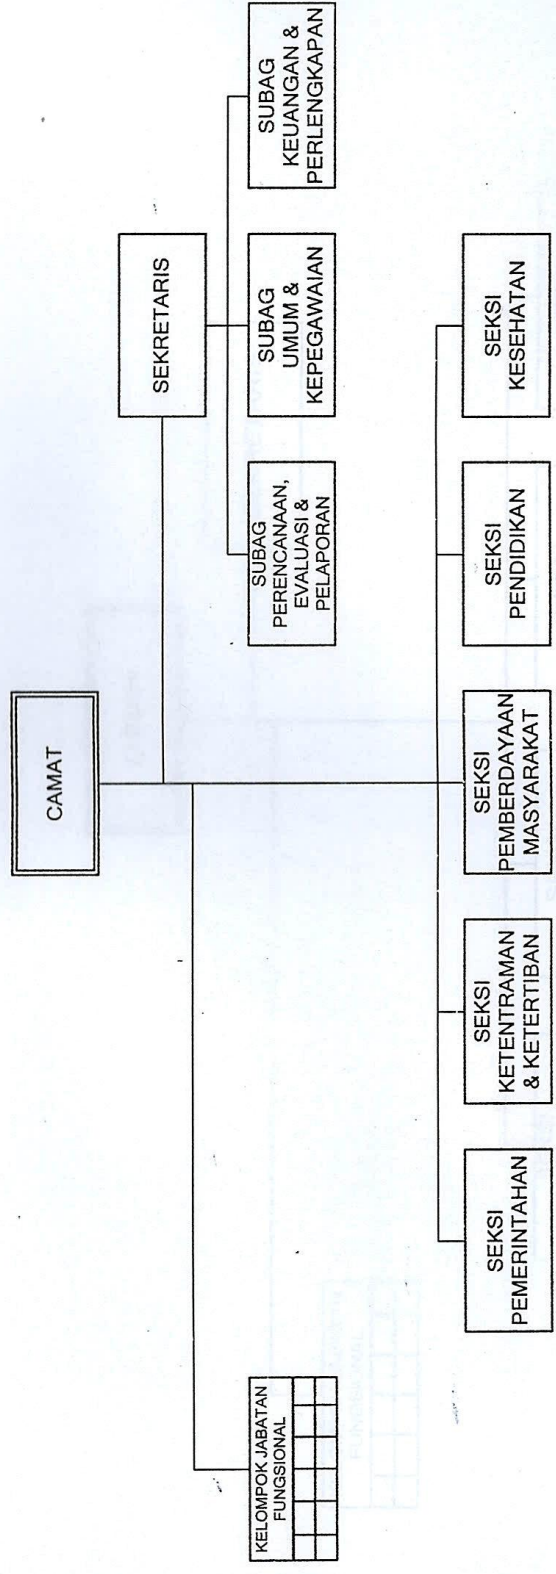 CAMAT
SEKRETARIS
SUBAG
PERENCANAAN,
EVALUASI &
PELAPORAN
SUBAG
UMUM &
KEPEGAWAIAN
SUBAG
KEUANGAN &
PERLENGKAPAN
KELOMPOK JABATAN
FUNGSIONAL
SEKSI
PEMERINTAHAN
SEKSI
KETENTRAMAN
& KETERTIBAN
SEKSI
PEMBERDAYAAN
MASYARAKAT
SEKSI
PENDIDIKAN
SEKSI
KESEHATAN